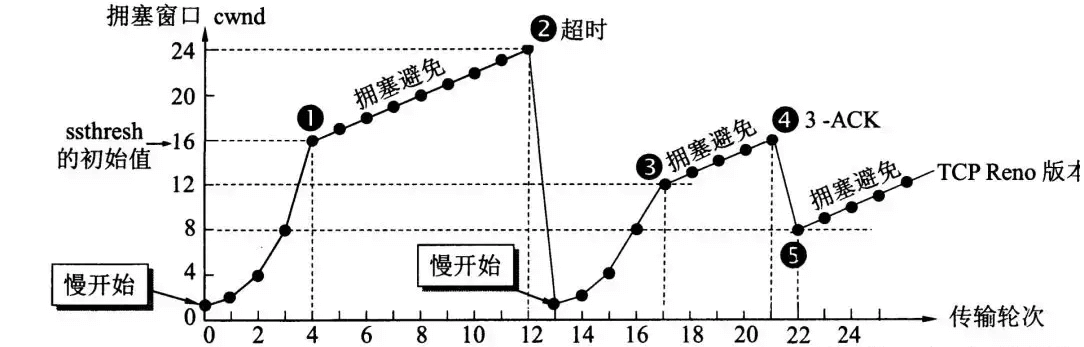 拥塞窗口 cwnd
24
20
16
12
8
4
0
ssthresh
的初始值
慢开始
❶
拥塞避免
❷超时
慢开始
❸拥塞避免
❹ 3 -ACK
❺
拥塞避免
TCP Reno 版本
0 2 4 6 8 10 12 14 16 18 20 22 24
传输轮次